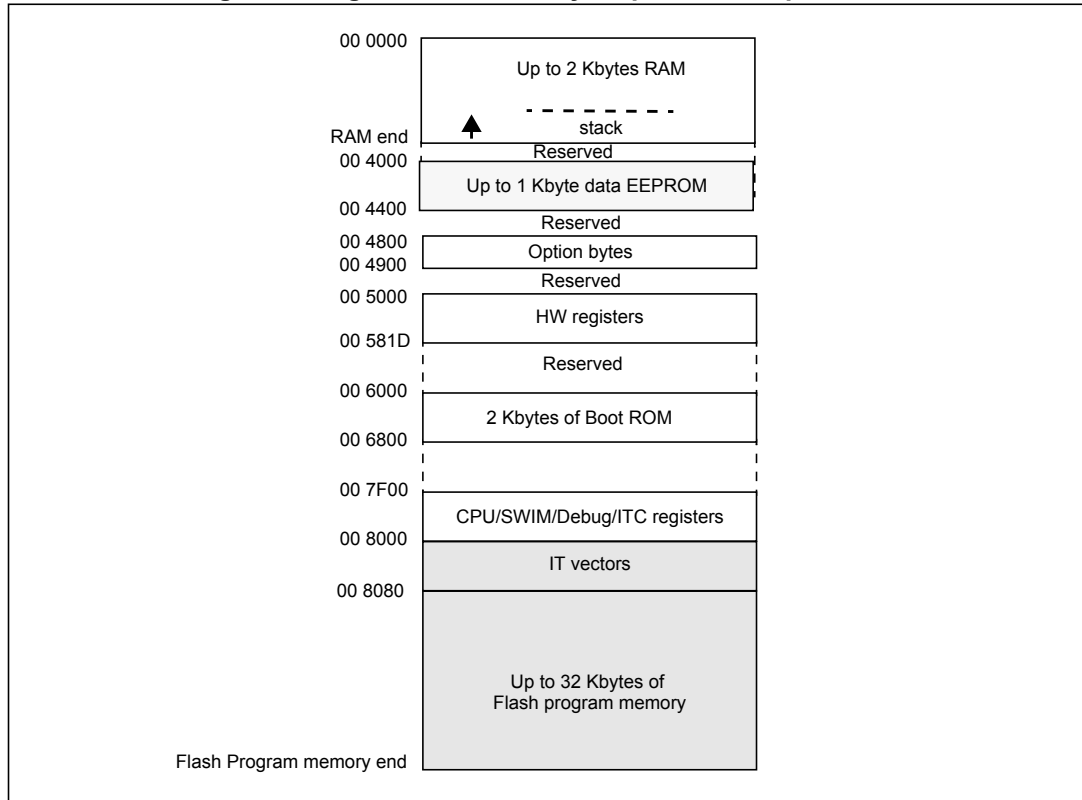 00 0000
Up to 2 Kbytes RAM
stack
RAM end
Reserved
00 4000
Up to 1 Kbyte data EEPROM
00 4400
Reserved
00 4800
Option bytes
00 4900
Reserved
00 5000
HW registers
00 581D
Reserved
00 6000
2 Kbytes of Boot ROM
00 6800
00 7F00
CPU/SWIM/Debug/ITC registers
00 8000
IT vectors
00 8080
Up to 32 Kbytes of
Flash program memory
Flash Program memory end